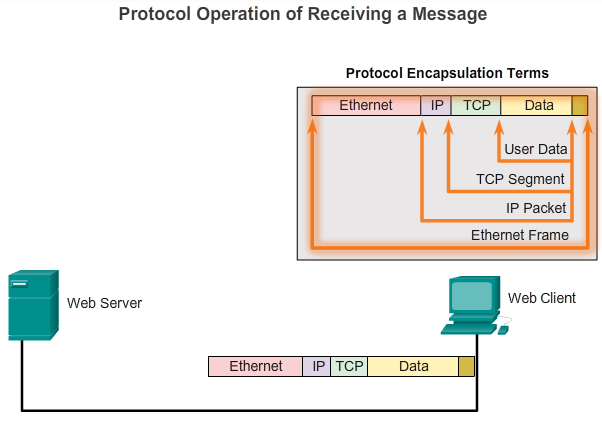 Protocol Operation of Receiving a Message
Protocol Encapsulation Terms
Ethernet IP TCP Data
User Data
TCP Segment
IP Packet
Ethernet Frame
Web Server
Web Client
Ethernet IP TCP Data